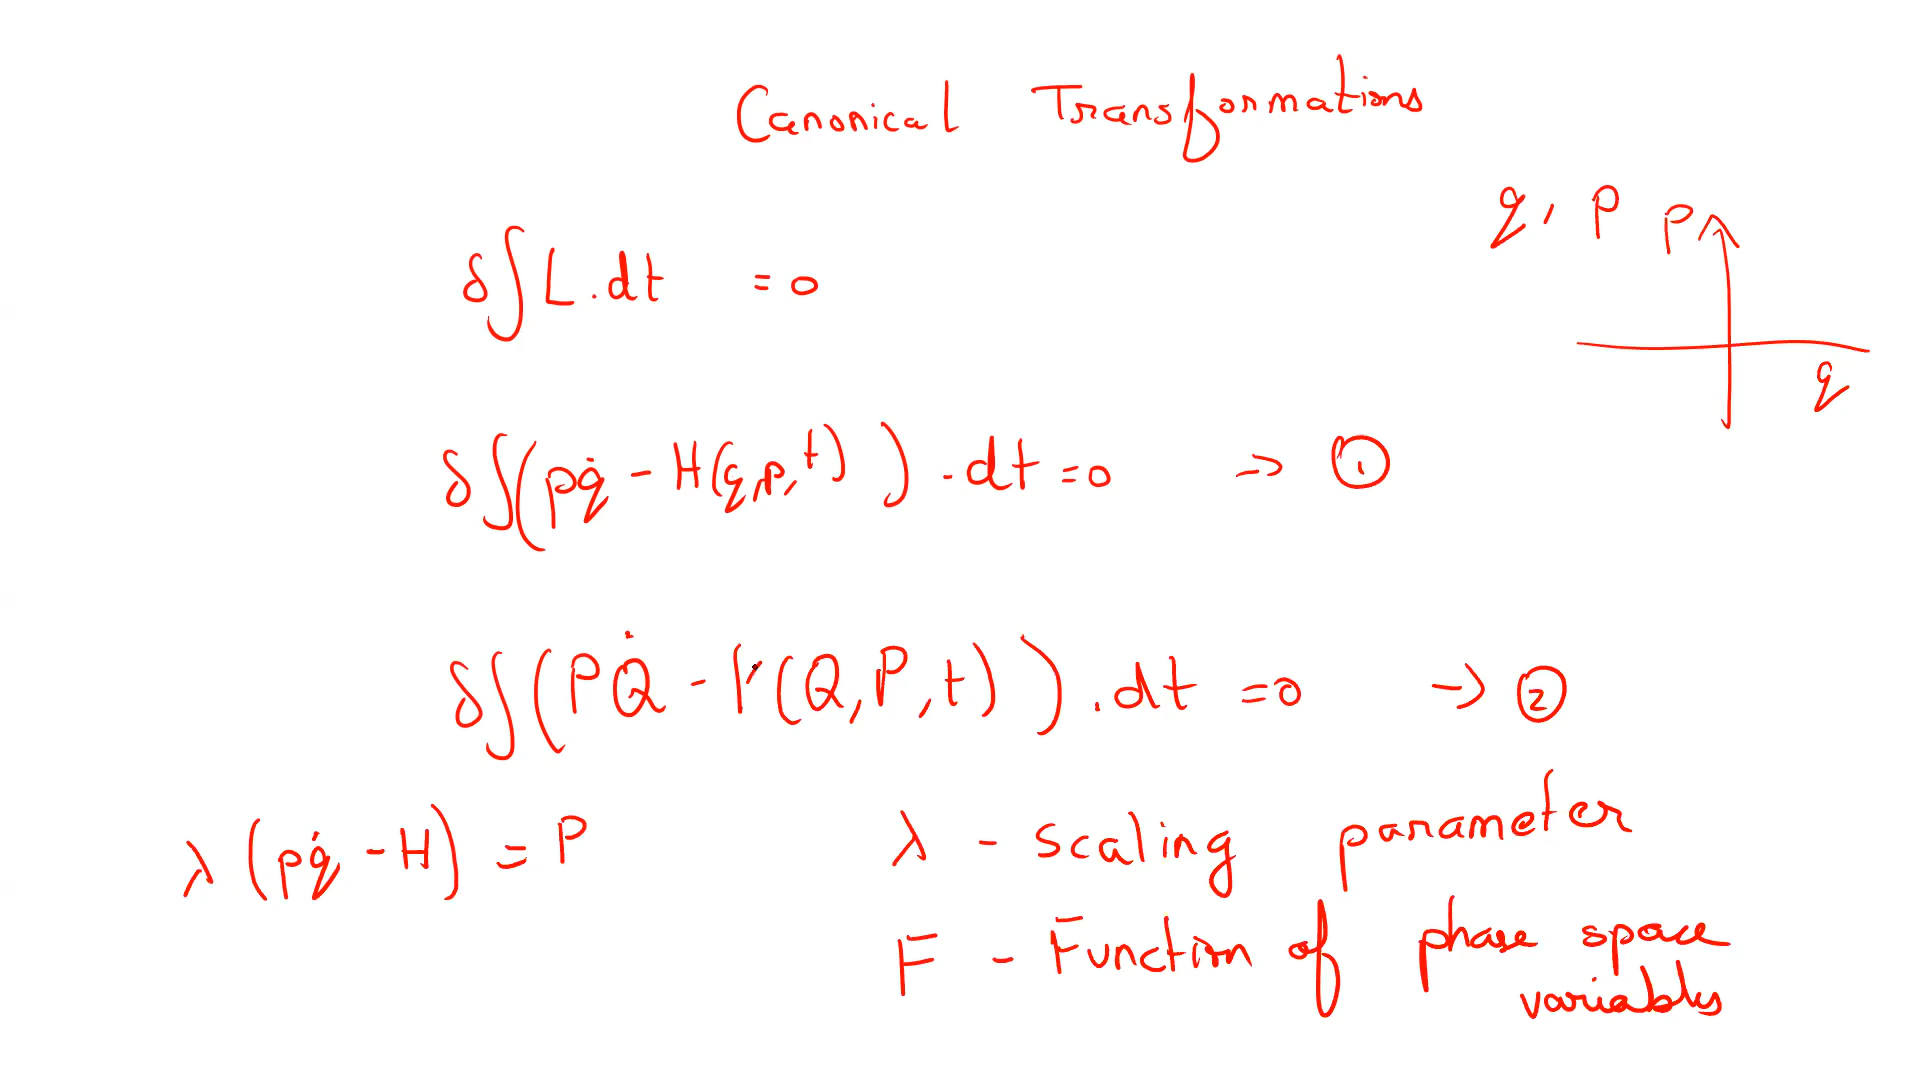 Canonical Transformations
q, p
p
δ∫L.dt = 0
q
δ∫(pq̇ - H(q,p,t)).dt = 0 → ①
δ∫(PQ̇ - (Q,P,t)).dt = 0 → ②
λ(pq̇ - H) = P
λ - scaling parameter
F - Function of phase space
variables